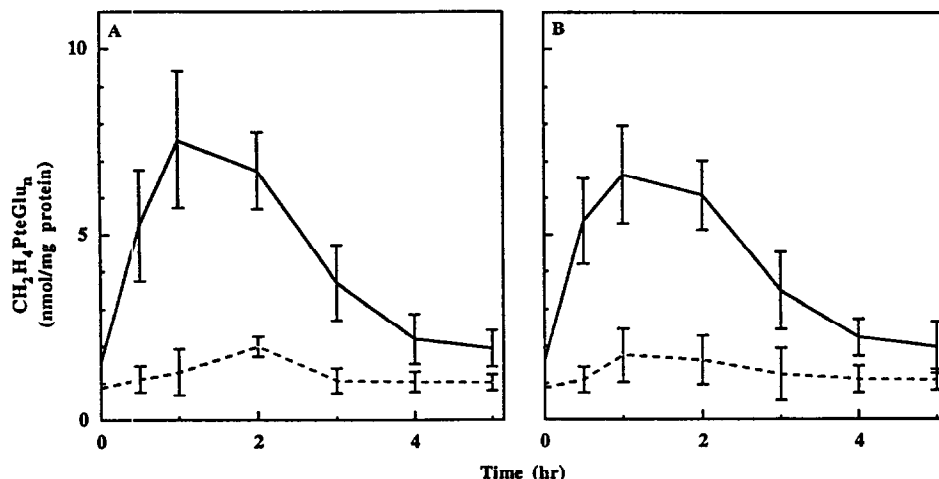 A
B
10
5
0
CH₂H₄PteGluₙ
(nmol/mg protein)
0 2 4
0 2 4
Time (hr)